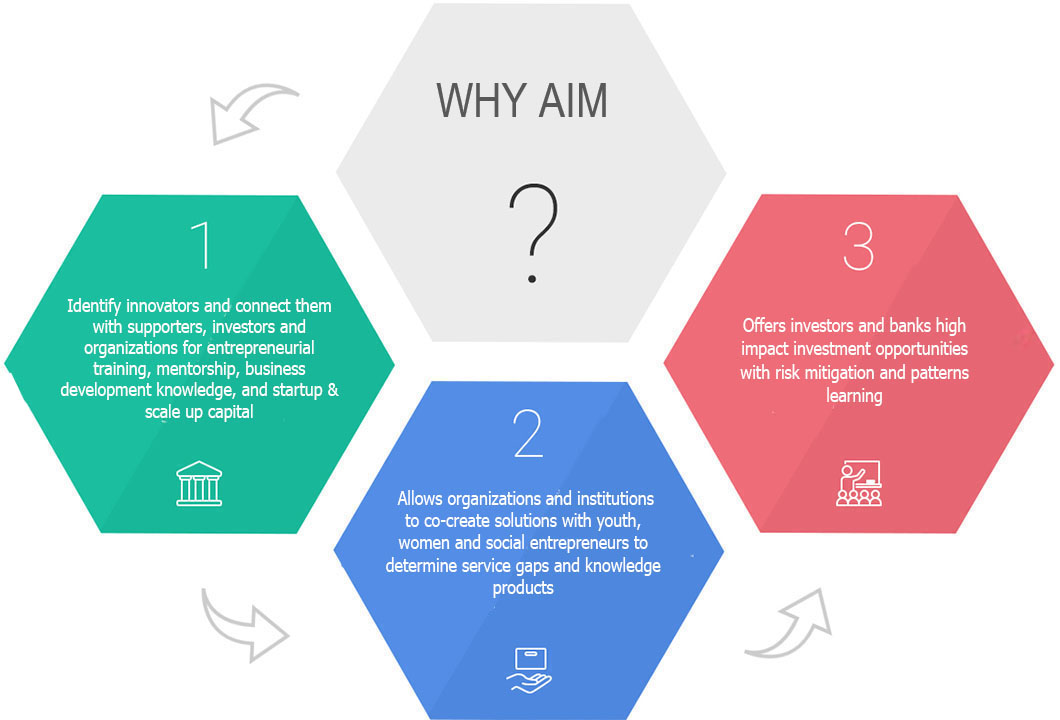 WHY AIM
?
1
Identify innovators and connect them
with supporters, investors and
organizations for entrepreneurial
training, mentorship, business
development knowledge, and startup &
scale up capital
2
Allows organizations and institutions
to co-create solutions with youth,
women and social entrepreneurs to
determine service gaps and knowledge
products
3
Offers investors and banks high
impact investment opportunities
with risk mitigation and patterns
learning